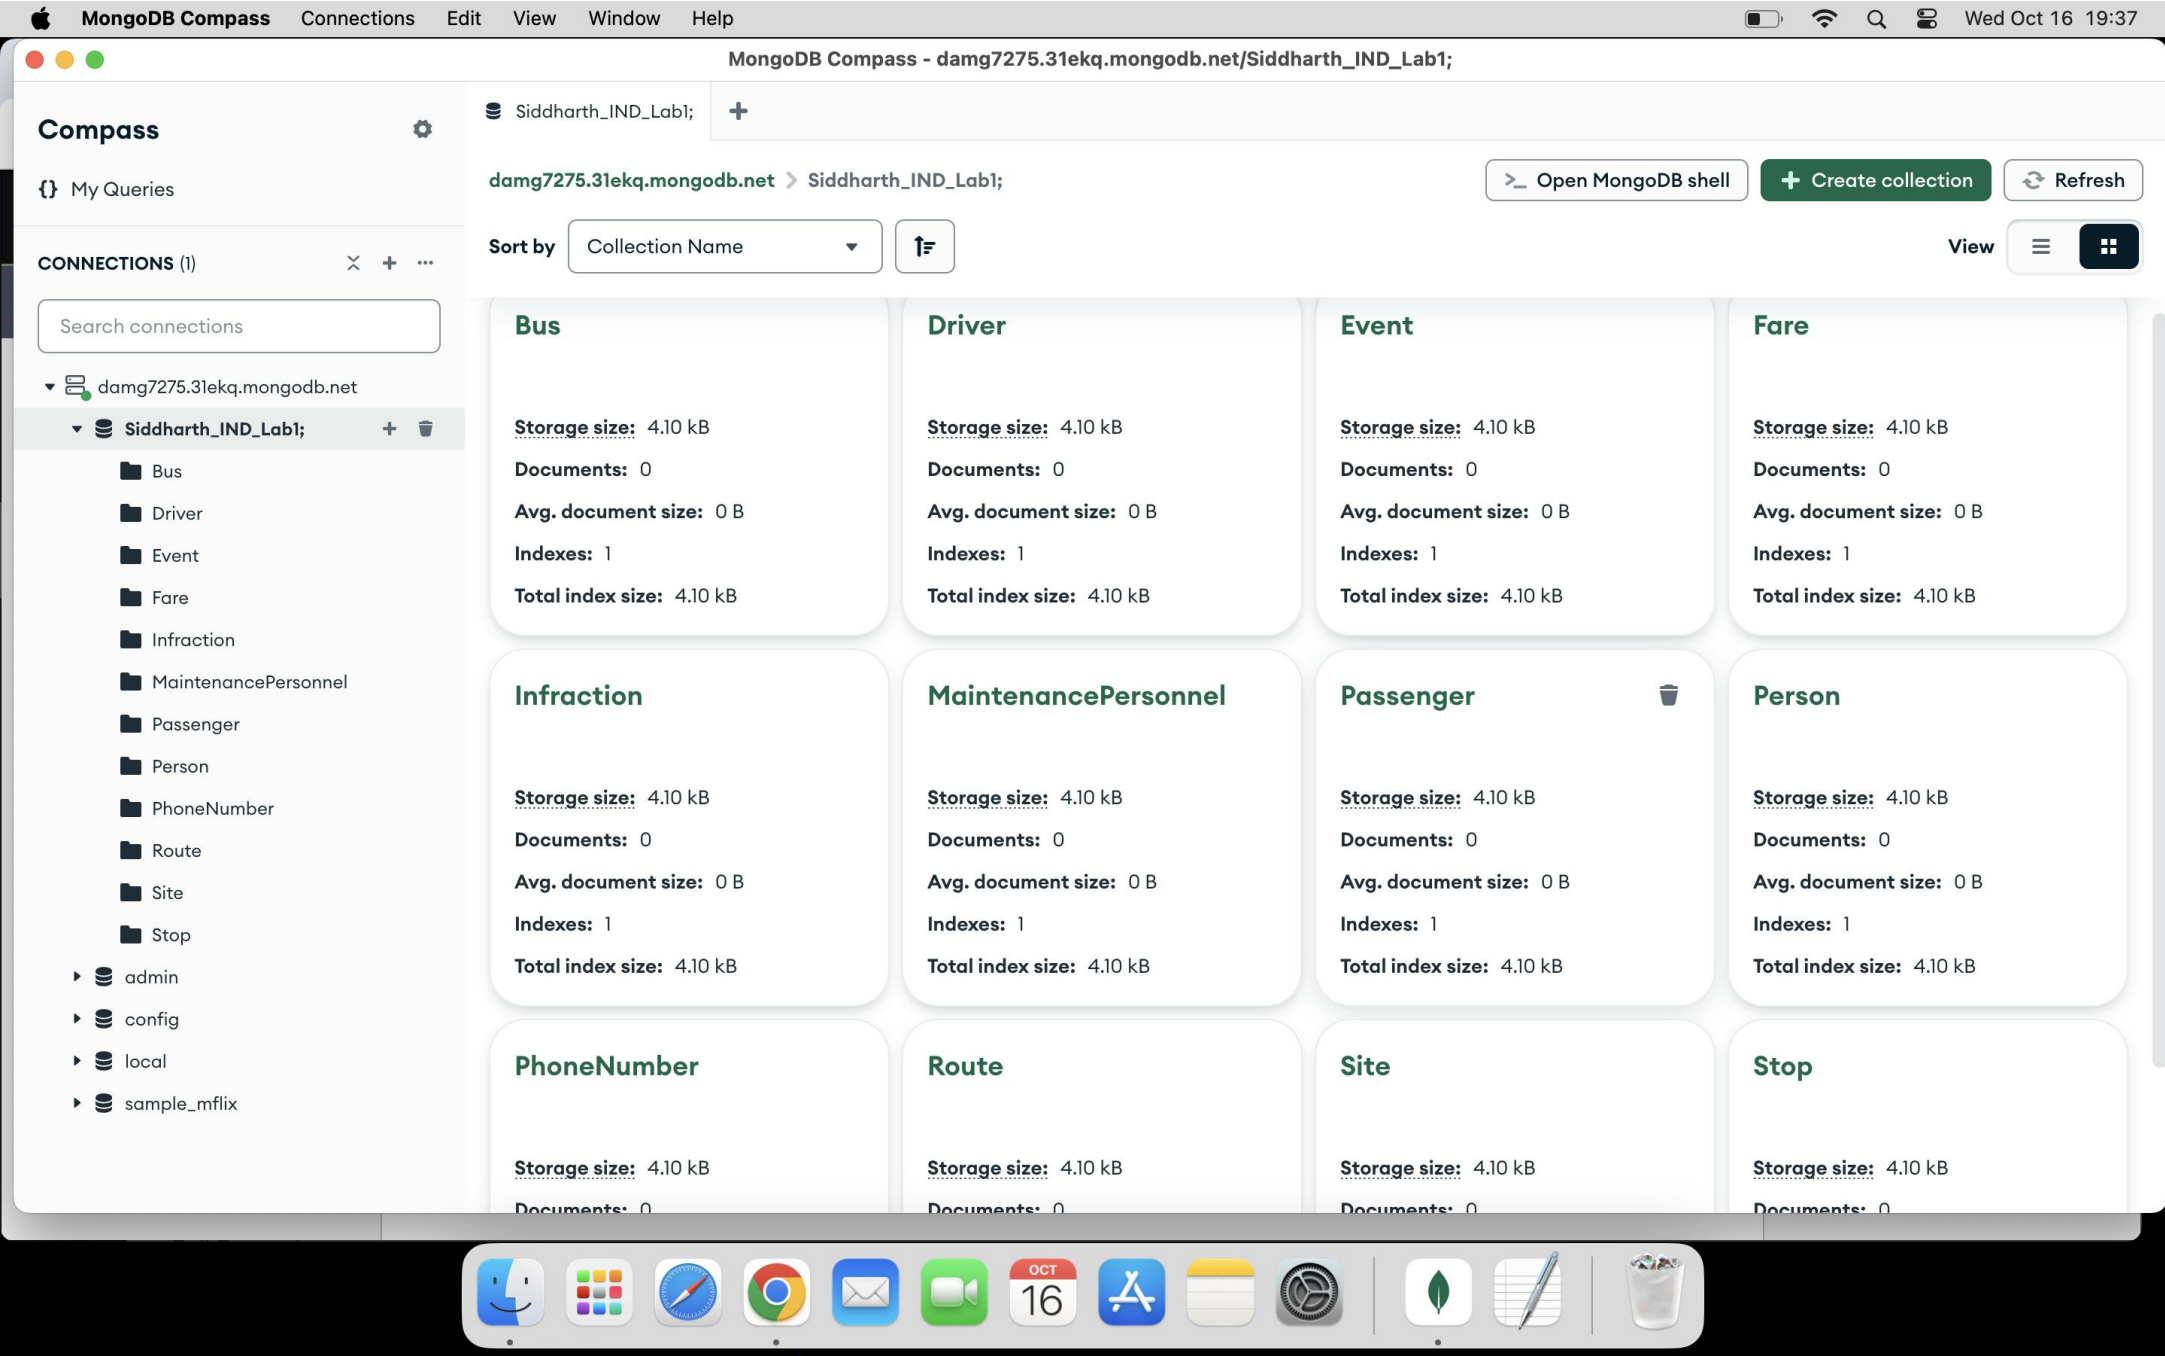 MongoDB Compass Connections Edit View Window Help Wed Oct 16 19:37
MongoDB Compass - damg7275.31ekq.mongodb.net/Siddharth_IND_Lab1;
Compass
{} My Queries
CONNECTIONS (1)
Search connections
damg7275.31ekq.mongodb.net
Siddharth_IND_Lab1;
Bus
Driver
Event
Fare
Infraction
MaintenancePersonnel
Passenger
Person
PhoneNumber
Route
Site
Stop
admin
config
local
sample_mflix
Siddharth_IND_Lab1;
damg7275.31ekq.mongodb.net > Siddharth_IND_Lab1;
>_ Open MongoDB shell + Create collection Refresh
Sort by Collection Name View
Bus
Storage size: 4.10 kB
Documents: 0
Avg. document size: 0 B
Indexes: 1
Total index size: 4.10 kB
Driver
Storage size: 4.10 kB
Documents: 0
Avg. document size: 0 B
Indexes: 1
Total index size: 4.10 kB
Event
Storage size: 4.10 kB
Documents: 0
Avg. document size: 0 B
Indexes: 1
Total index size: 4.10 kB
Fare
Storage size: 4.10 kB
Documents: 0
Avg. document size: 0 B
Indexes: 1
Total index size: 4.10 kB
Infraction
Storage size: 4.10 kB
Documents: 0
Avg. document size: 0 B
Indexes: 1
Total index size: 4.10 kB
MaintenancePersonnel
Storage size: 4.10 kB
Documents: 0
Avg. document size: 0 B
Indexes: 1
Total index size: 4.10 kB
Passenger
Storage size: 4.10 kB
Documents: 0
Avg. document size: 0 B
Indexes: 1
Total index size: 4.10 kB
Person
Storage size: 4.10 kB
Documents: 0
Avg. document size: 0 B
Indexes: 1
Total index size: 4.10 kB
PhoneNumber
Storage size: 4.10 kB
Documents: 0
Route
Storage size: 4.10 kB
Documents: 0
Site
Storage size: 4.10 kB
Documents: 0
Stop
Storage size: 4.10 kB
Documents: 0
OCT
16